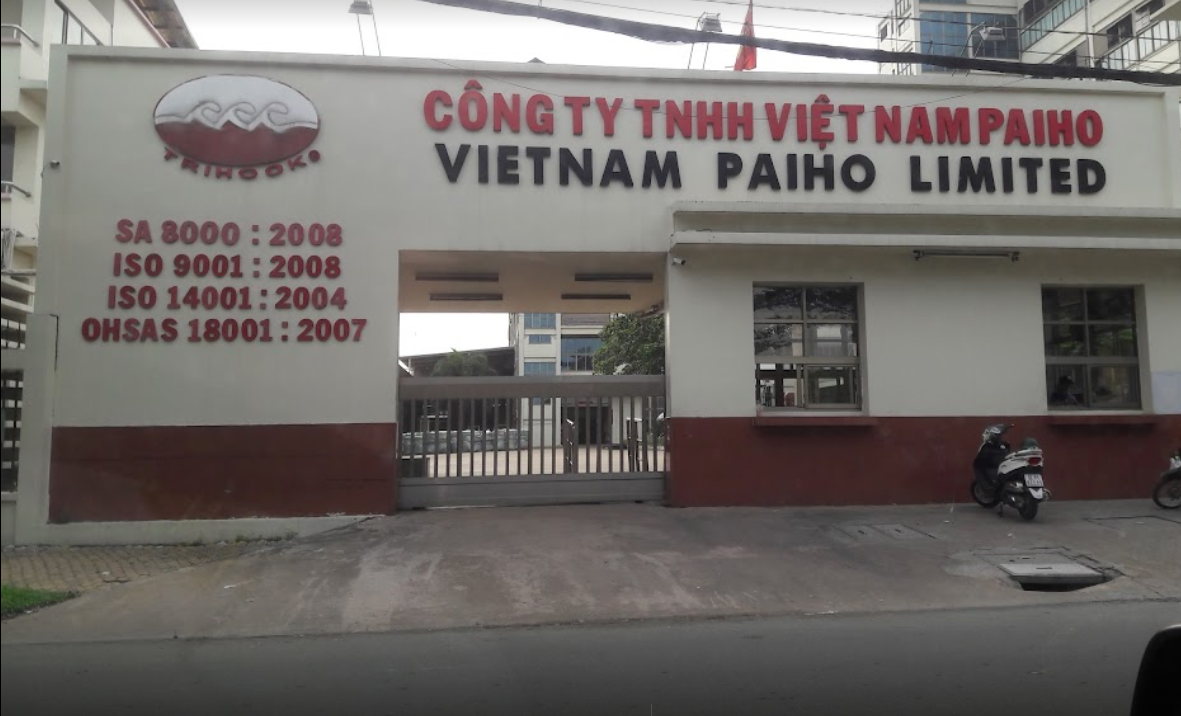 TRIHOOK®
CÔNG TY TNHH VIỆT NAM PAIHO
VIETNAM PAIHO LIMITED
SA 8000 : 2008
ISO 9001 : 2008
ISO 14001 : 2004
OHSAS 18001 : 2007